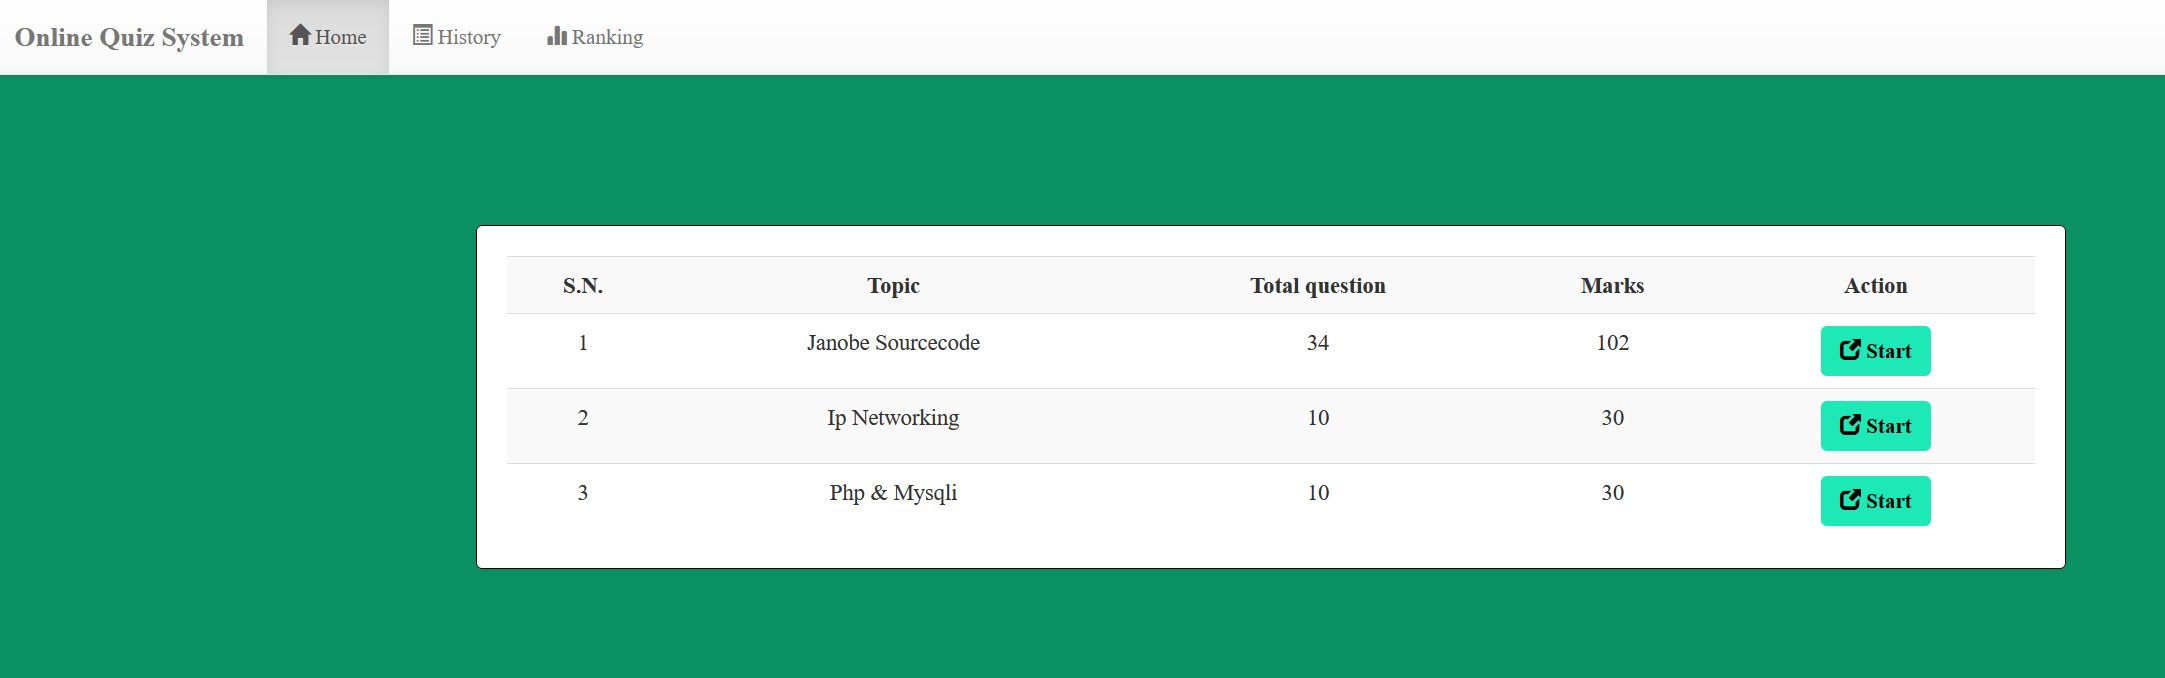 Online Quiz System Home History Ranking
S.N. Topic Total question Marks Action
1 Janobe Sourcecode 34 102 Start
2 Ip Networking 10 30 Start
3 Php & Mysqli 10 30 Start